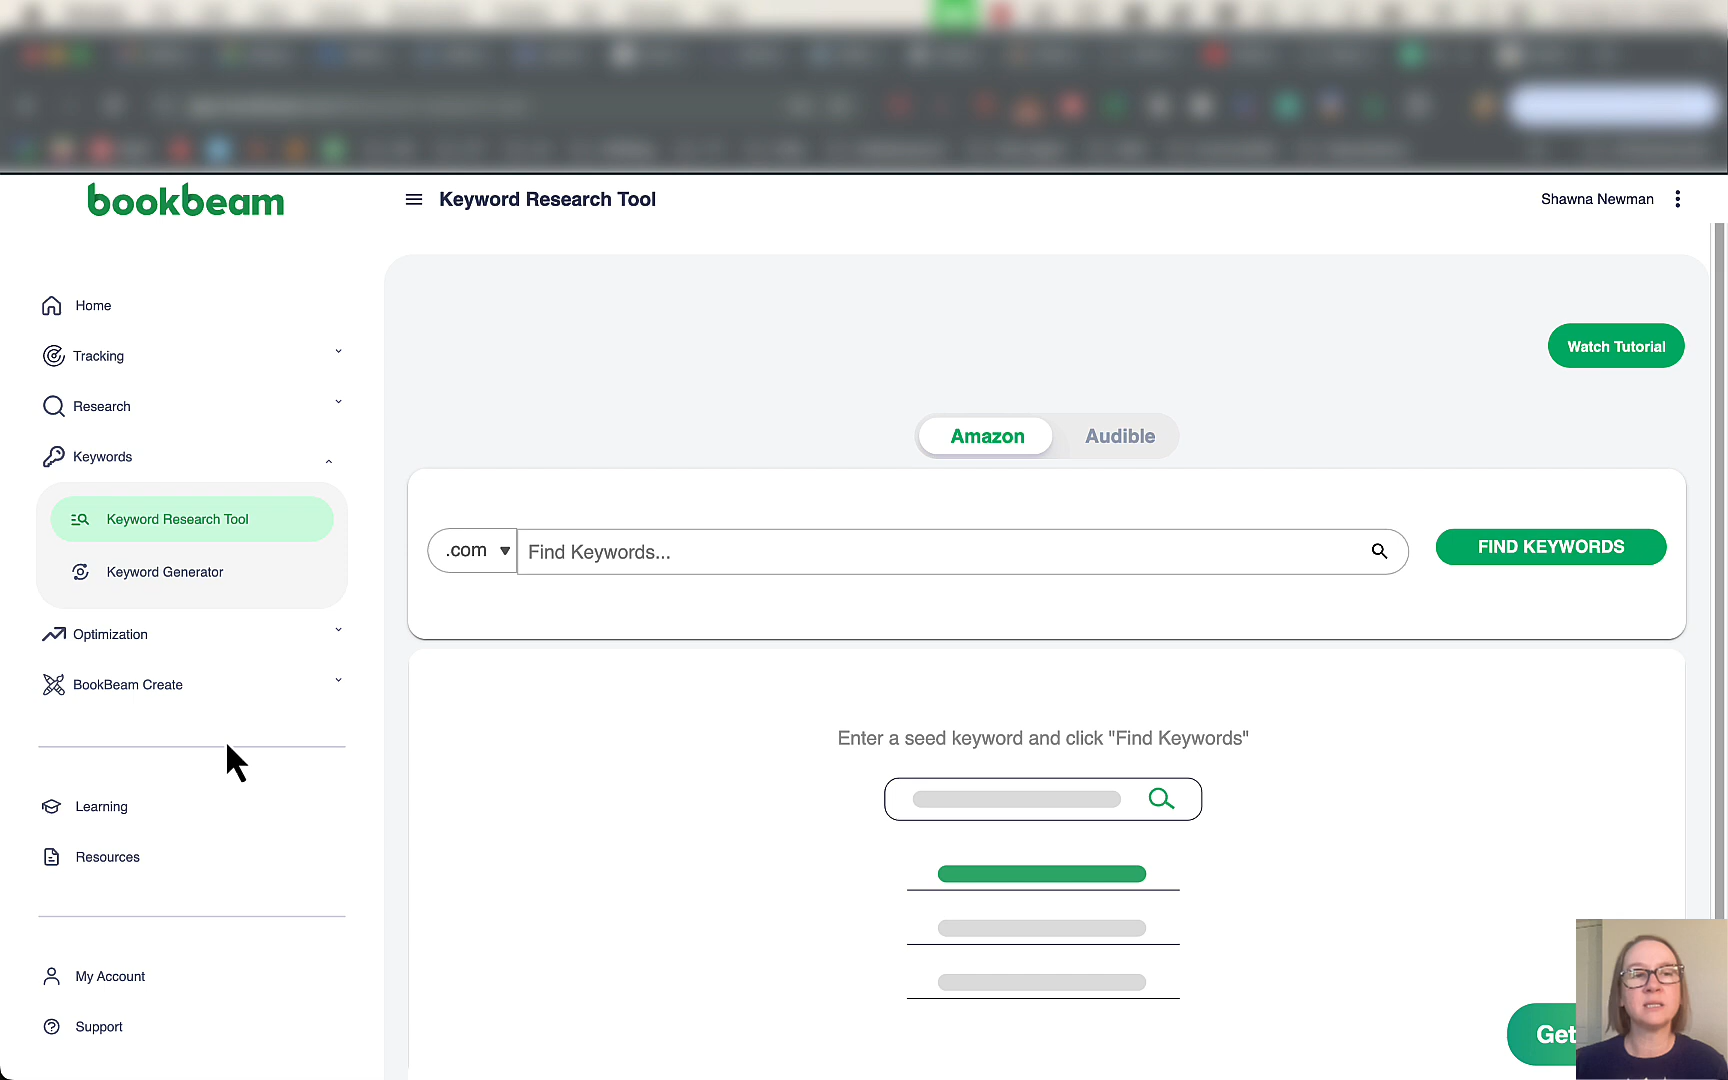 bookbeam
Keyword Research Tool
Shawna Newman
Home
Tracking
Research
Keywords
Keyword Research Tool
Keyword Generator
Optimization
BookBeam Create
Learning
Resources
My Account
Support
Watch Tutorial
Amazon
Audible
.com
Find Keywords...
FIND KEYWORDS
Enter a seed keyword and click "Find Keywords"
Get